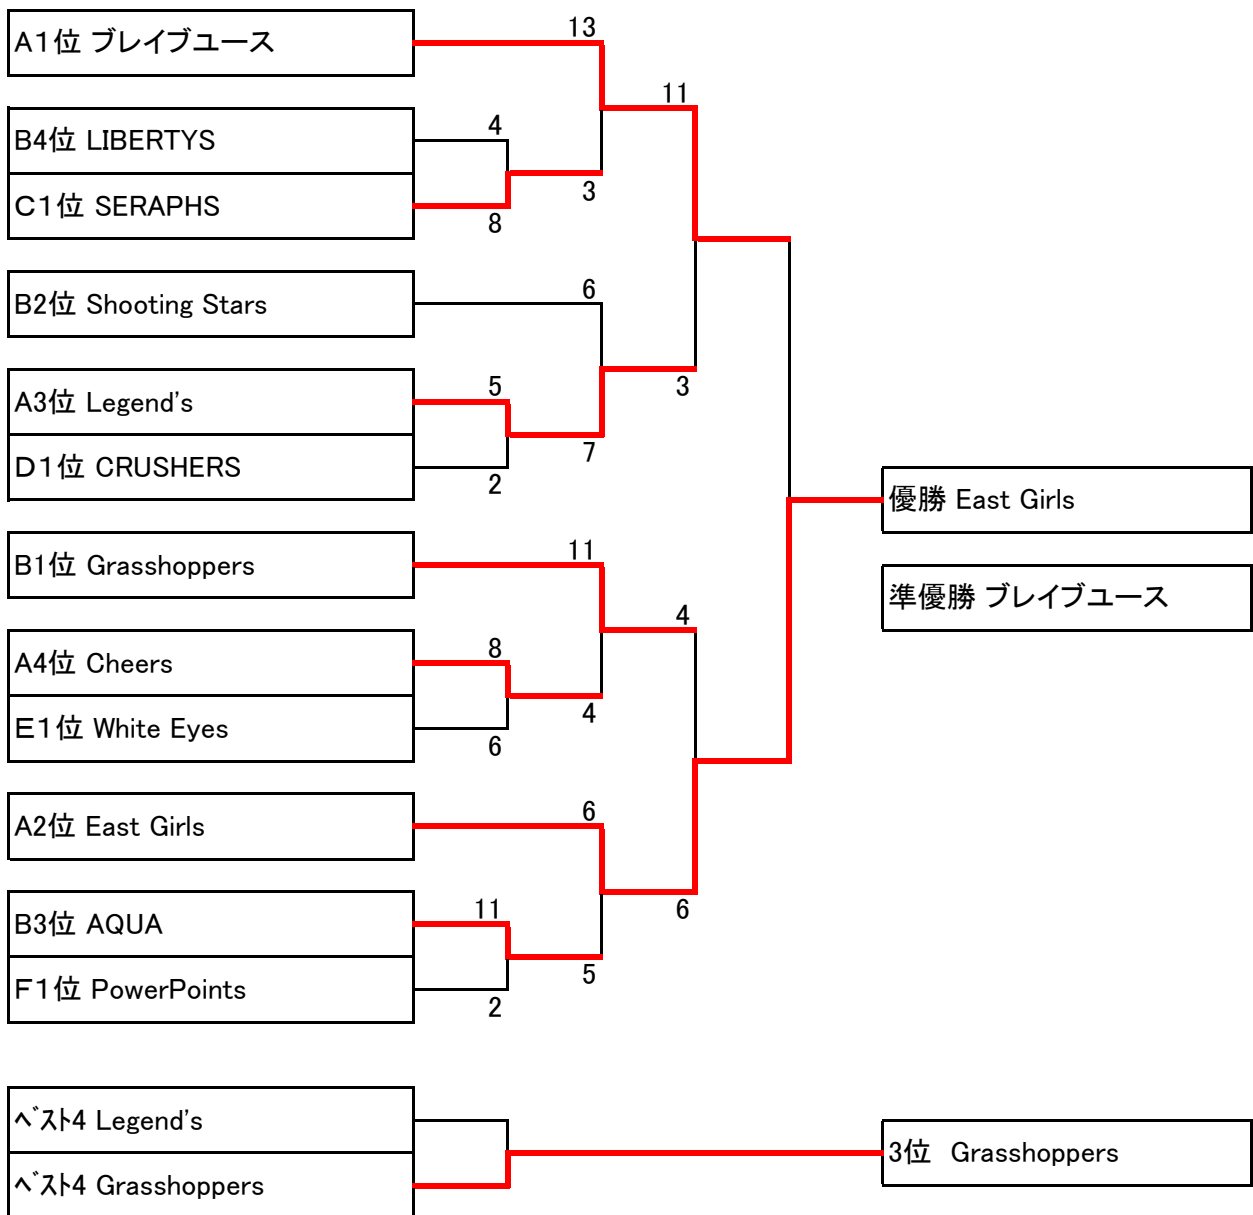 A1位 ブレイブユース
13
11
B4位 LIBERTYS
4
C1位 SERAPHS
8
3
B2位 Shooting Stars
6
A3位 Legend's
5
3
D1位 CRUSHERS
2
7
優勝 East Girls
B1位 Grasshoppers
11
準優勝 ブレイブユース
4
A4位 Cheers
8
E1位 White Eyes
6
4
A2位 East Girls
6
B3位 AQUA
11
6
F1位 PowerPoints
2
5
ﾍﾞｽﾄ4 Legend's
ﾍﾞｽﾄ4 Grasshoppers
3位 Grasshoppers